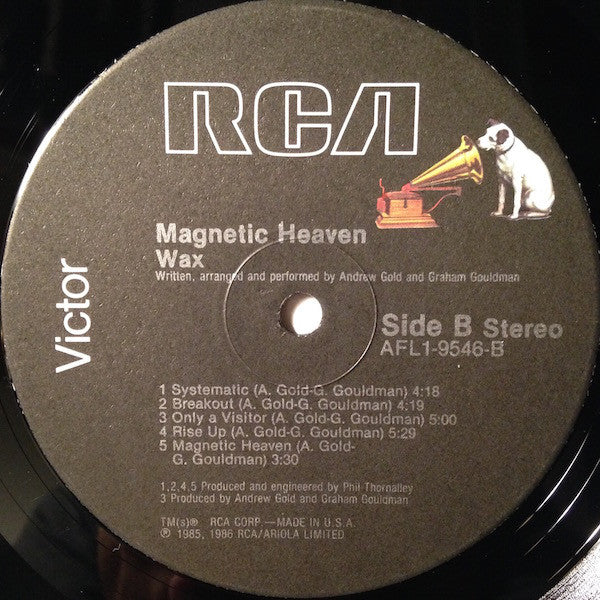 RCA
Victor
Magnetic Heaven
Wax
Written, arranged and performed by Andrew Gold and Graham Gouldman
Side B Stereo
AFL1-9546-B
1 Systematic (A. Gold-G. Gouldman) 4:18
2 Breakout (A. Gold-G. Gouldman) 4:19
3 Only a Visitor (A. Gold-G. Gouldman) 5:00
4 Rise Up (A. Gold-G. Gouldman) 5:29
5 Magnetic Heaven (A. Gold-
G. Gouldman) 3:30
1,2,4,5 Produced and engineered by Phil Thornalley
3 Produced by Andrew Gold and Graham Gouldman
TM(s)® RCA CORP.—MADE IN U.S.A.
℗ 1985, 1986 RCA/ARIOLA LIMITED